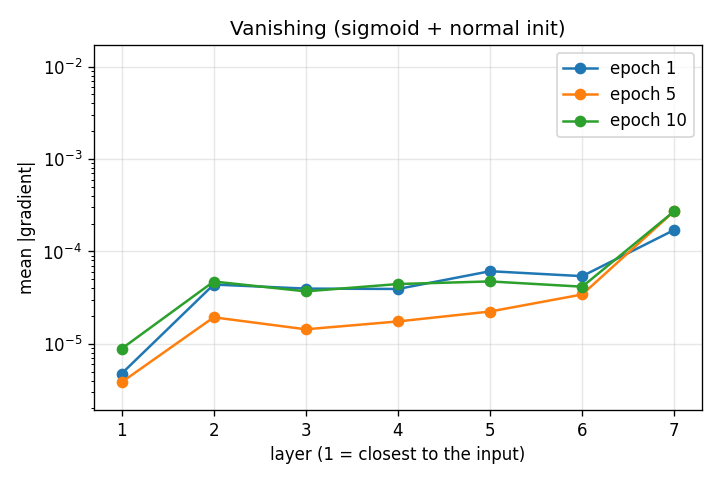 Vanishing (sigmoid + normal init)
epoch 1
epoch 5
epoch 10
mean |gradient|
10⁻²
10⁻³
10⁻⁴
10⁻⁵
1 2 3 4 5 6 7
layer (1 = closest to the input)